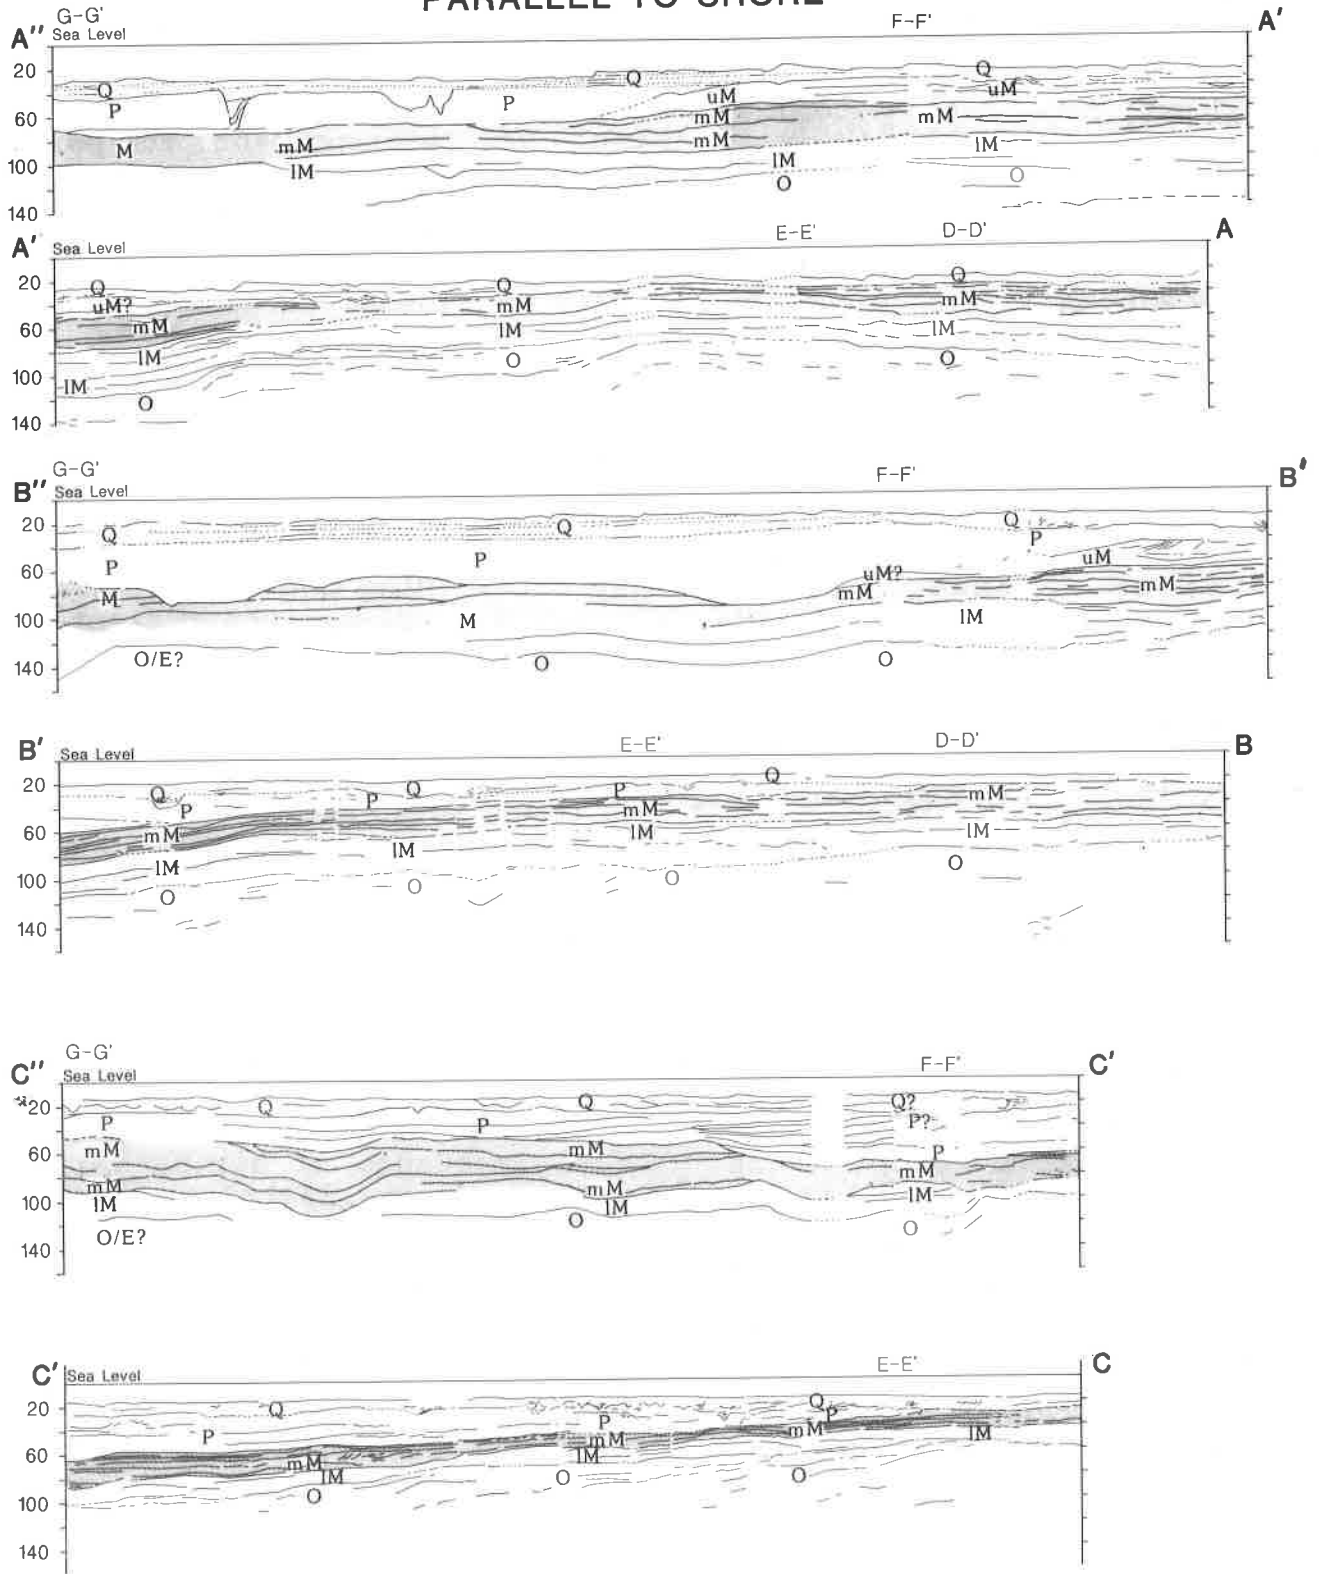 PARALLEL TO SHORE
G-G' F-F'
A'' Sea Level A'
20 Q Q Q
P P uM uM
60 mM mM
M mM mM lM
100 lM lM O
O
140
E-E' D-D'
A' Sea Level A
20 Q Q Q
uM? mM mM
60 mM lM lM
lM O O
100 lM
O
140
G-G' F-F'
B'' Sea Level B'
20 Q Q Q
P P P
60 uM? uM
M mM mM
100 M lM
O/E? O O
140
E-E' D-D'
B' Sea Level B
20 Q Q P Q mM
P P mM
60 mM lM lM
lM lM O
100 O O O
140
G-G' F-F'
C'' Sea Level C'
20 Q Q Q?
P P P?
60 mM mM P
mM mM mM
100 lM lM lM
O/E? O O
140
E-E'
C' Sea Level C
20 Q Q
P P P
mM mM lM
60 mM lM
lM O O
100 O
140